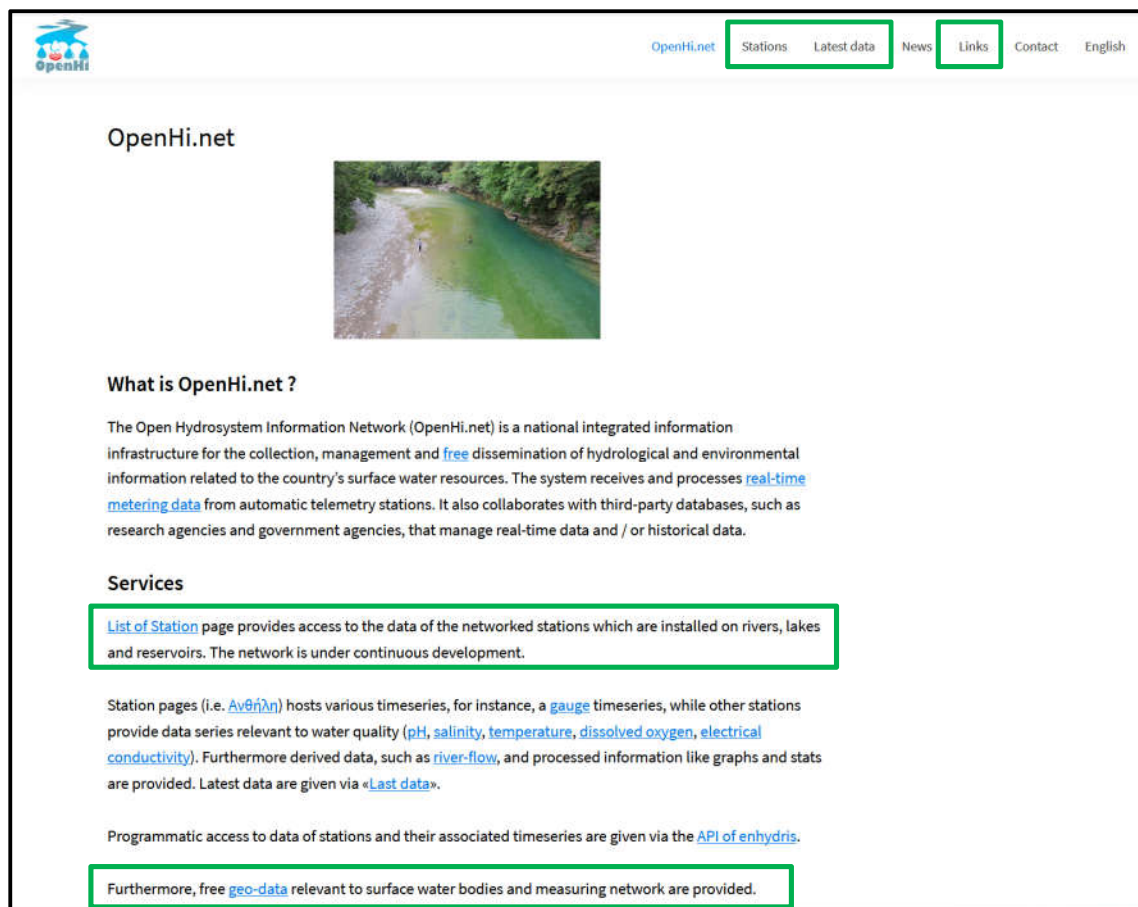 OpenHi
OpenHi.net Stations Latest data News Links Contact English
OpenHi.net
What is OpenHi.net ?
The Open Hydrosystem Information Network (OpenHi.net) is a national integrated information
infrastructure for the collection, management and free dissemination of hydrological and environmental
information related to the country's surface water resources. The system receives and processes real-time
metering data from automatic telemetry stations. It also collaborates with third-party databases, such as
research agencies and government agencies, that manage real-time data and / or historical data.
Services
List of Station page provides access to the data of the networked stations which are installed on rivers, lakes
and reservoirs. The network is under continuous development.
Station pages (i.e. Ανθήλη) hosts various timeseries, for instance, a gauge timeseries, while other stations
provide data series relevant to water quality (pH, salinity, temperature, dissolved oxygen, electrical
conductivity). Furthermore derived data, such as river-flow, and processed information like graphs and stats
are provided. Latest data are given via «Last data».
Programmatic access to data of stations and their associated timeseries are given via the API of enhydris.
Furthermore, free geo-data relevant to surface water bodies and measuring network are provided.